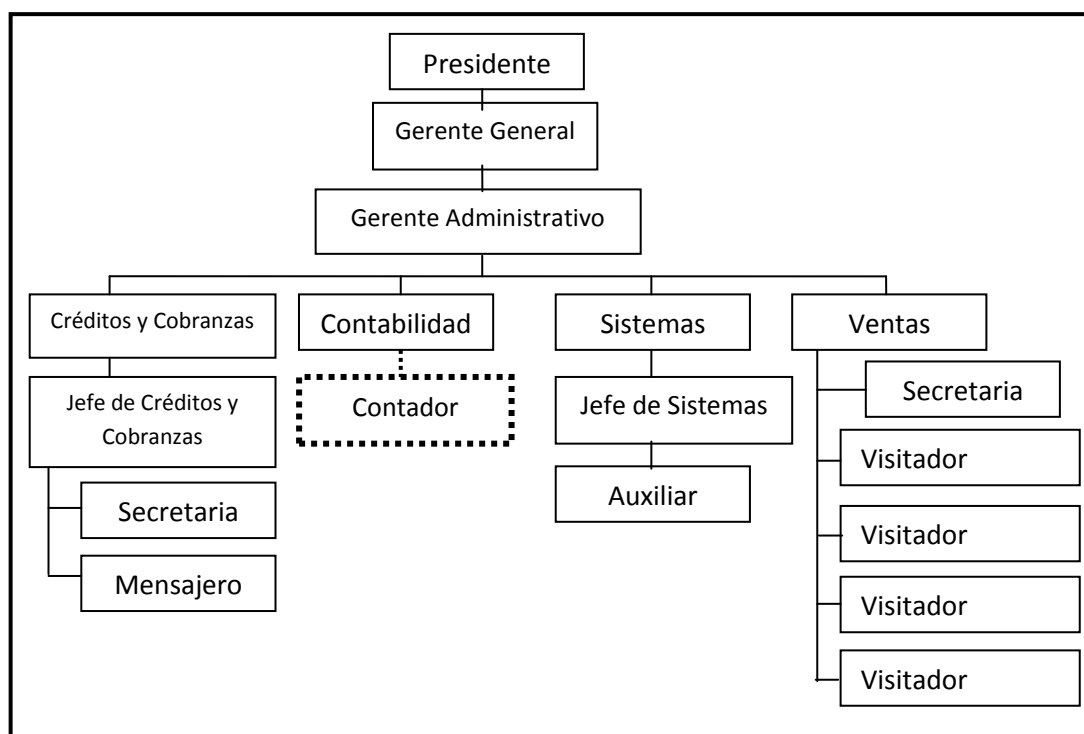 Presidente
Gerente General
Gerente Administrativo
Créditos y Cobranzas
Contabilidad
Sistemas
Ventas
Jefe de Créditos y
Cobranzas
Contador
Jefe de Sistemas
Secretaria
Visitador
Auxiliar
Secretaria
Visitador
Mensajero
Visitador
Visitador